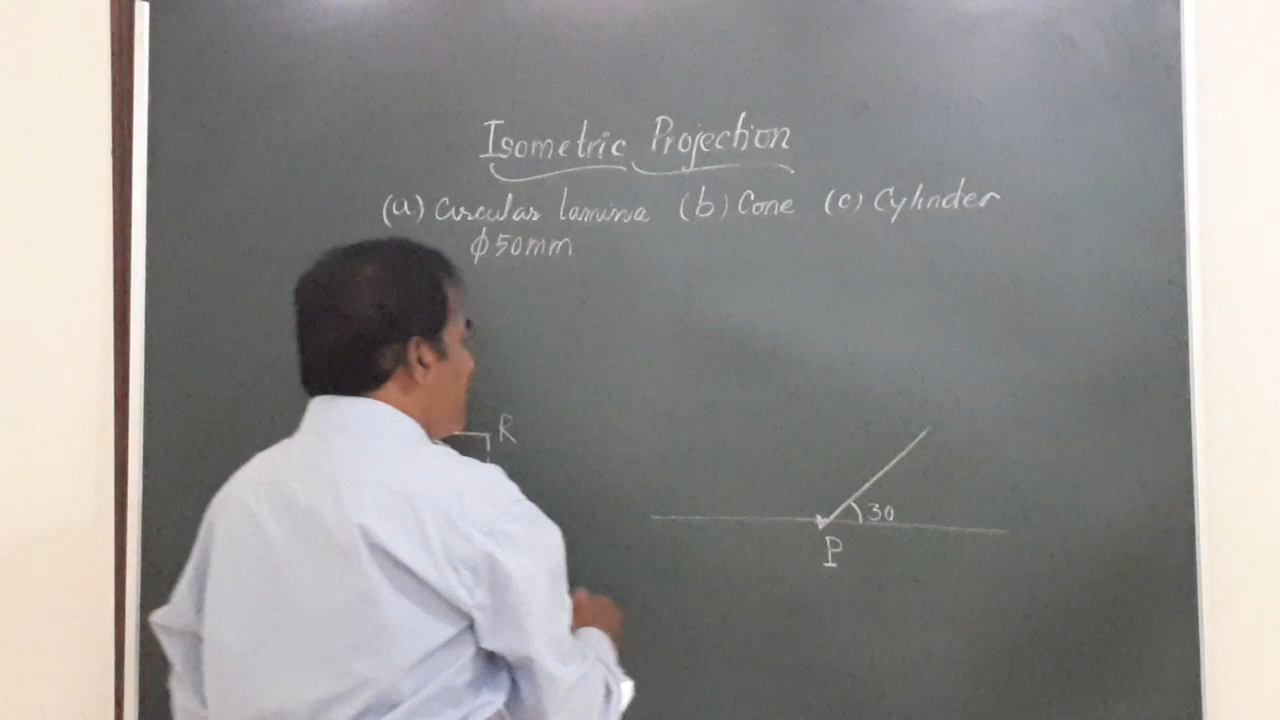 Isometric Projection
(a) Circular lamina (b) Cone (c) Cylinder
ϕ50mm
R
30
P